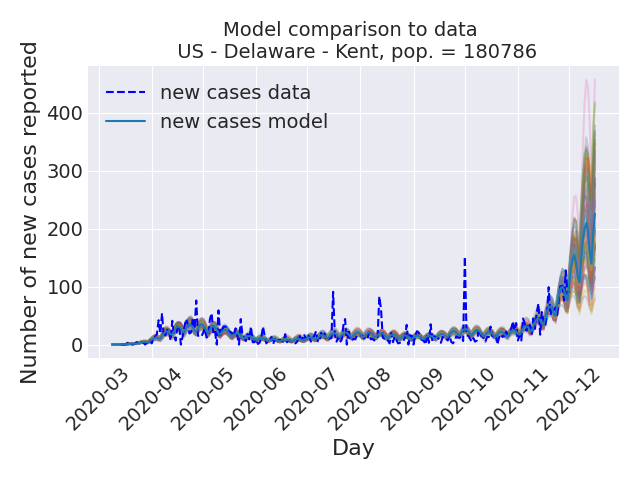 Model comparison to data
US - Delaware - Kent, pop. = 180786
Number of new cases reported
400
300
200
100
0
new cases data
new cases model
2020-03
2020-04
2020-05
2020-06
2020-07
2020-08
2020-09
2020-10
2020-11
2020-12
Day